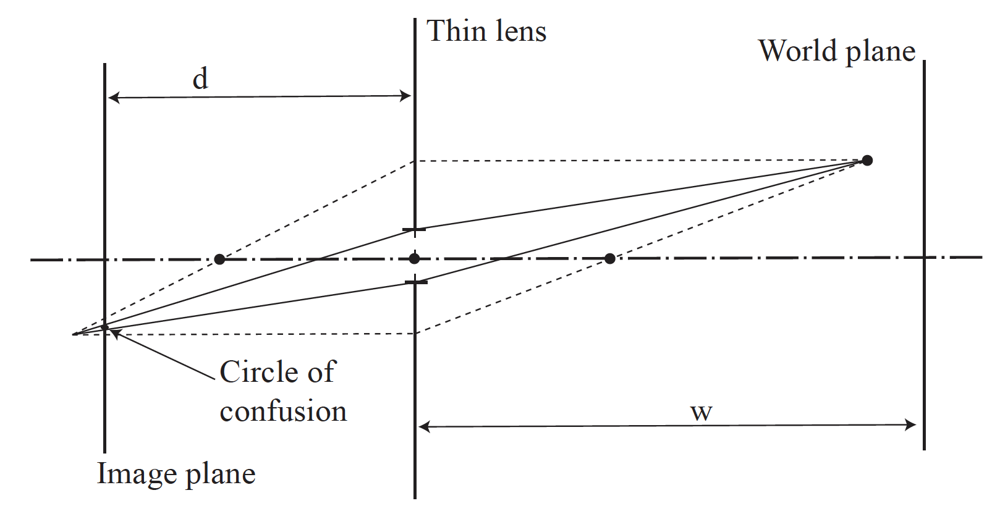 Thin lens
World plane
d
Circle of
confusion
w
Image plane